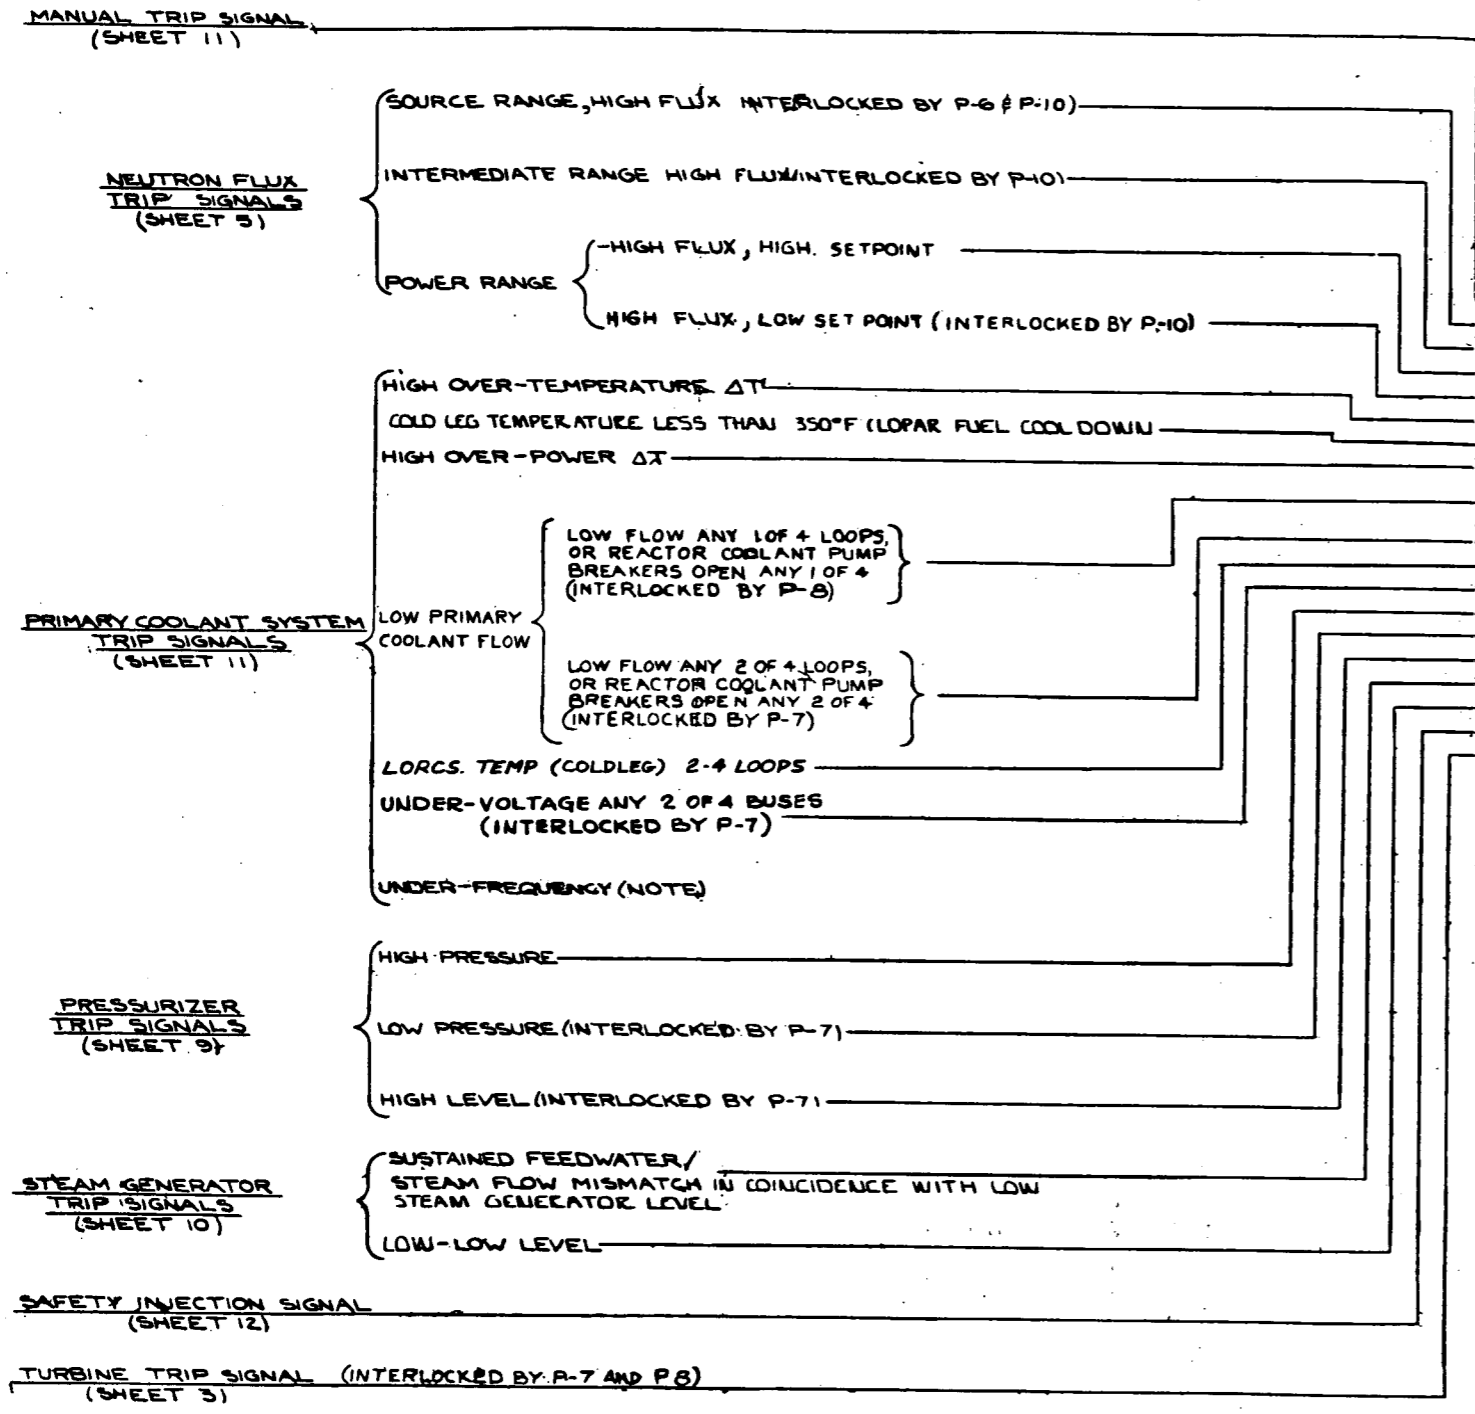 MANUAL TRIP SIGNAL
(SHEET 11)
NEUTRON FLUX
TRIP SIGNALS
(SHEET 5)
SOURCE RANGE, HIGH FLUX INTERLOCKED BY P-6 & P-10)
INTERMEDIATE RANGE HIGH FLUX(INTERLOCKED BY P-10)
POWER RANGE
-HIGH FLUX, HIGH. SETPOINT
HIGH FLUX, LOW SET POINT (INTERLOCKED BY P-10)
PRIMARY COOLANT SYSTEM
TRIP SIGNALS
(SHEET 11)
HIGH OVER-TEMPERATURE ΔT
COLD LEG TEMPERATURE LESS THAN 350°F (LOPAR FUEL COOLDOWN
HIGH OVER-POWER ΔT
LOW PRIMARY
COOLANT FLOW
LOW FLOW ANY 1 OF 4 LOOPS,
OR REACTOR COOLANT PUMP
BREAKERS OPEN ANY 1 OF 4
(INTERLOCKED BY P-8)
LOW FLOW ANY 2 OF 4 LOOPS,
OR REACTOR COOLANT PUMP
BREAKERS OPEN ANY 2 OF 4
(INTERLOCKED BY P-7)
LORCS. TEMP (COLDLEG) 2-4 LOOPS
UNDER-VOLTAGE ANY 2 OF 4 BUSES
(INTERLOCKED BY P-7)
UNDER-FREQUENCY (NOTE)
PRESSURIZER
TRIP SIGNALS
(SHEET 9)
HIGH PRESSURE
LOW PRESSURE (INTERLOCKED BY P-7)
HIGH LEVEL (INTERLOCKED BY P-7)
STEAM GENERATOR
TRIP SIGNALS
(SHEET 10)
SUSTAINED FEEDWATER/
STEAM FLOW MISMATCH IN COINCIDENCE WITH LOW
STEAM GENERATOR LEVEL
LOW-LOW LEVEL
SAFETY INJECTION SIGNAL
(SHEET 12)
TURBINE TRIP SIGNAL (INTERLOCKED BY P-7 AND P8)
(SHEET 3)